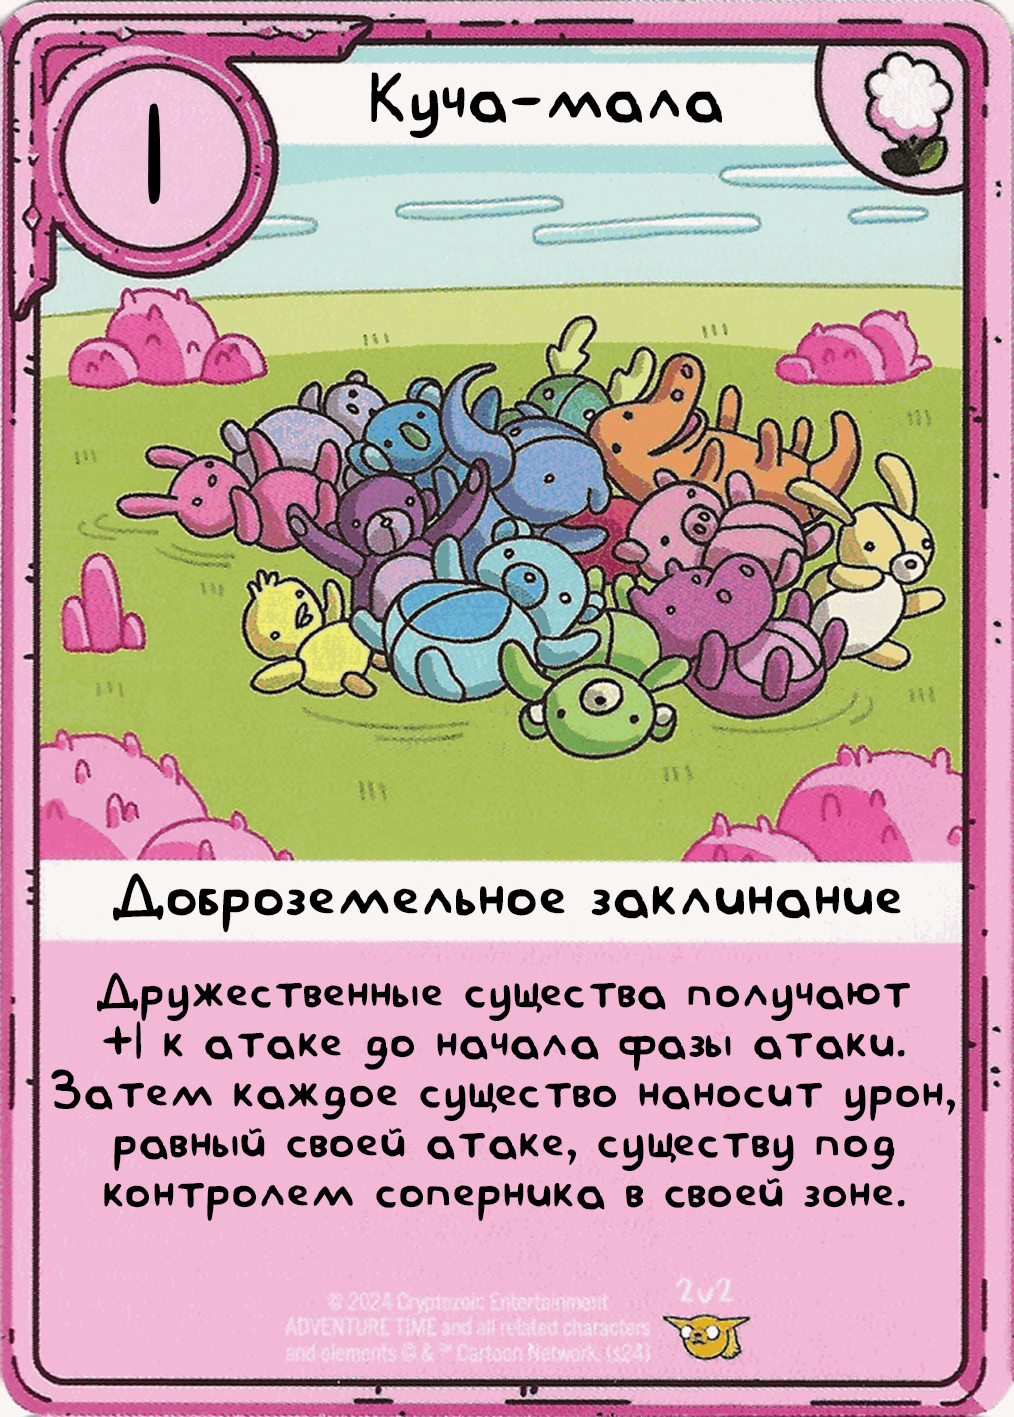 1
Куча-мала
Доброземельное заклинание
Дружественные существа получают
+1 к атаке до начала фазы атаки.
Затем каждое существо наносит урон,
равный своей атаке, существу под
контролем соперника в своей зоне.
2v2
© 2024 Cryptozoic Entertainment
ADVENTURE TIME and all related characters
and elements © & ™ Cartoon Network. (s24)